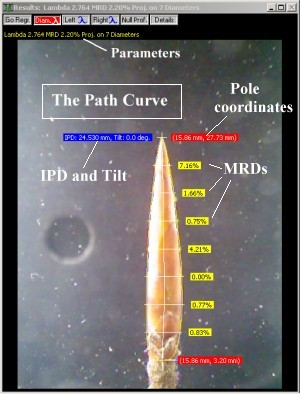 Results: Lambda 2.764 MRD 2.20% Proj. on 7 Diameters
Go Regr. Diam. λ Left λ Right λ Null Prof. Details
Lambda 2.764 MRD 2.20% Proj. on 7 Diameters
Parameters
The Path Curve
Pole
coordinates
IPD: 24.530 mm, Tilt: 0.0 deg.
(15.86 mm, 27.73 mm)
IPD and Tilt
7.16%
MRDs
1.66%
0.75%
4.21%
0.00%
0.77%
0.83%
(15.86 mm, 3.20 mm)